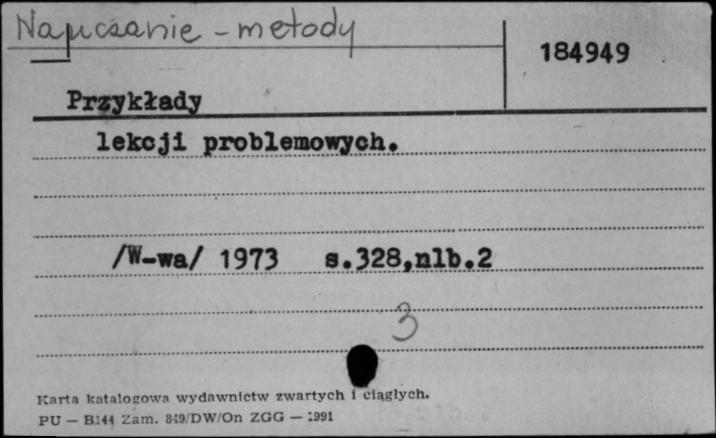 Nauczanie - metody
184949
Przykłady
lekcji problemowych.
/W-wa/ 1973 s.328,nlb.2
3
Karta katalogowa wydawnictw zwartych i ciągłych.
PU — B144 Zam. 849/DW/On ZGG — 1991